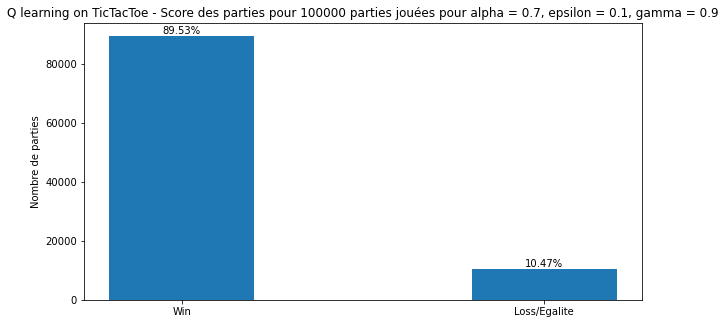 Q learning on TicTacToe - Score des parties pour 100000 parties jouées pour alpha = 0.7, epsilon = 0.1, gamma = 0.9
89.53%
80000
60000
Nombre de parties
40000
20000
10.47%
0
Win
Loss/Egalite